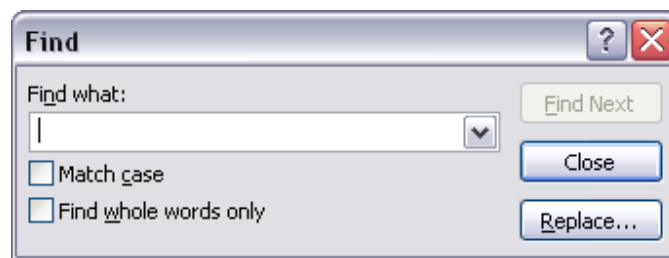 Find
Find what:
Find Next
Match case
Close
Find whole words only
Replace...